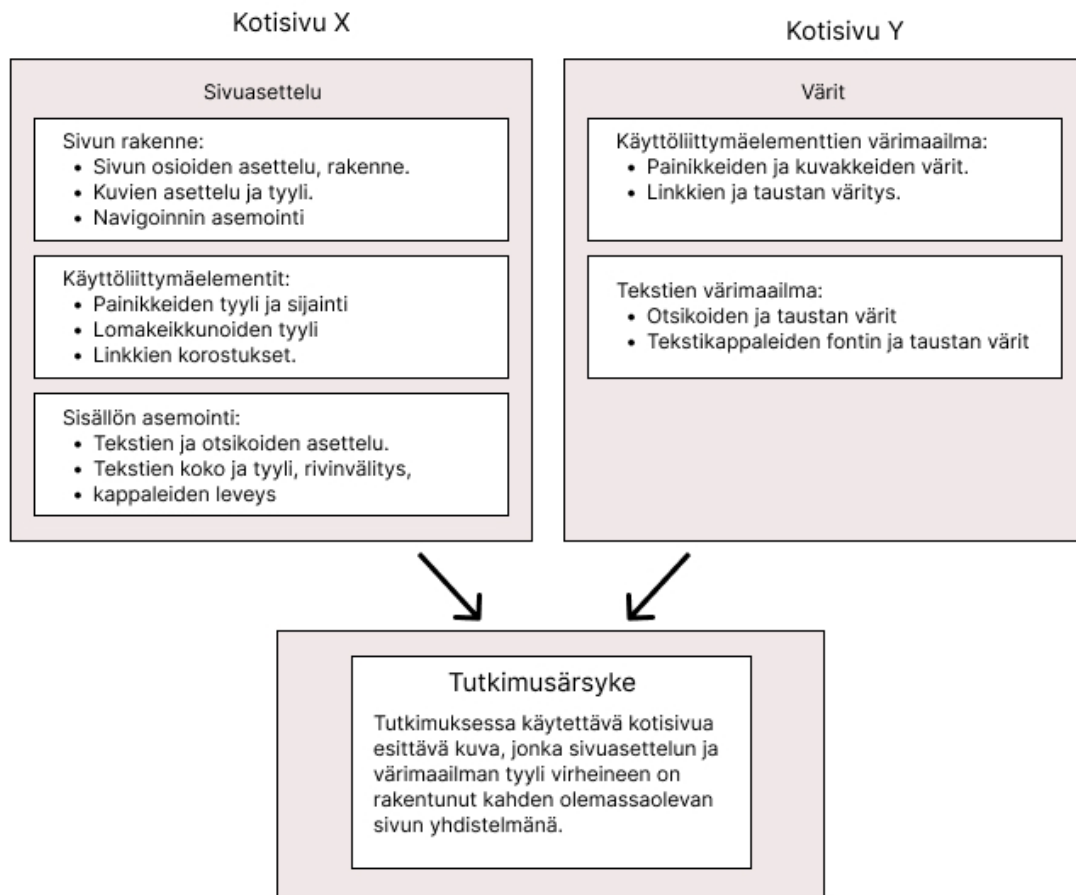 Kotisivu X
Sivuasettelu
Sivun rakenne:
• Sivun osioiden asettelu, rakenne.
• Kuvien asettelu ja tyyli.
• Navigoinnin asemointi
Käyttöliittymäelementit:
• Painikkeiden tyyli ja sijainti
• Lomakeikkunoiden tyyli
• Linkkien korostukset.
Sisällön asemointi:
• Tekstien ja otsikoiden asettelu.
• Tekstien koko ja tyyli, rivinvälitys,
• kappaleiden leveys
Kotisivu Y
Värit
Käyttöliittymäelementtien värimaailma:
• Painikkeiden ja kuvakkeiden värit.
• Linkkien ja taustan väritys.
Tekstien värimaailma:
• Otsikoiden ja taustan värit
• Tekstikappaleiden fontin ja taustan värit
Tutkimusärsyke
Tutkimuksessa käytettävä kotisivua
esittävä kuva, jonka sivuasettelun ja
värimaailman tyyli virheineen on
rakentunut kahden olemassaolevan
sivun yhdistelmänä.